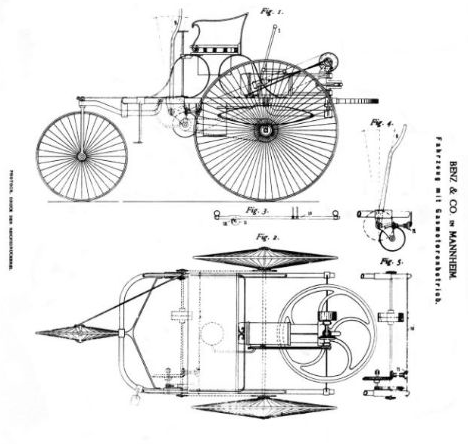 Fig. 1.
Fig. 4.
Fig. 3.
Fig. 2.
Fig. 5.
BENZ & CO. IN MANNHEIM.
Fahrzeug mit Gasmotorenbetrieb.